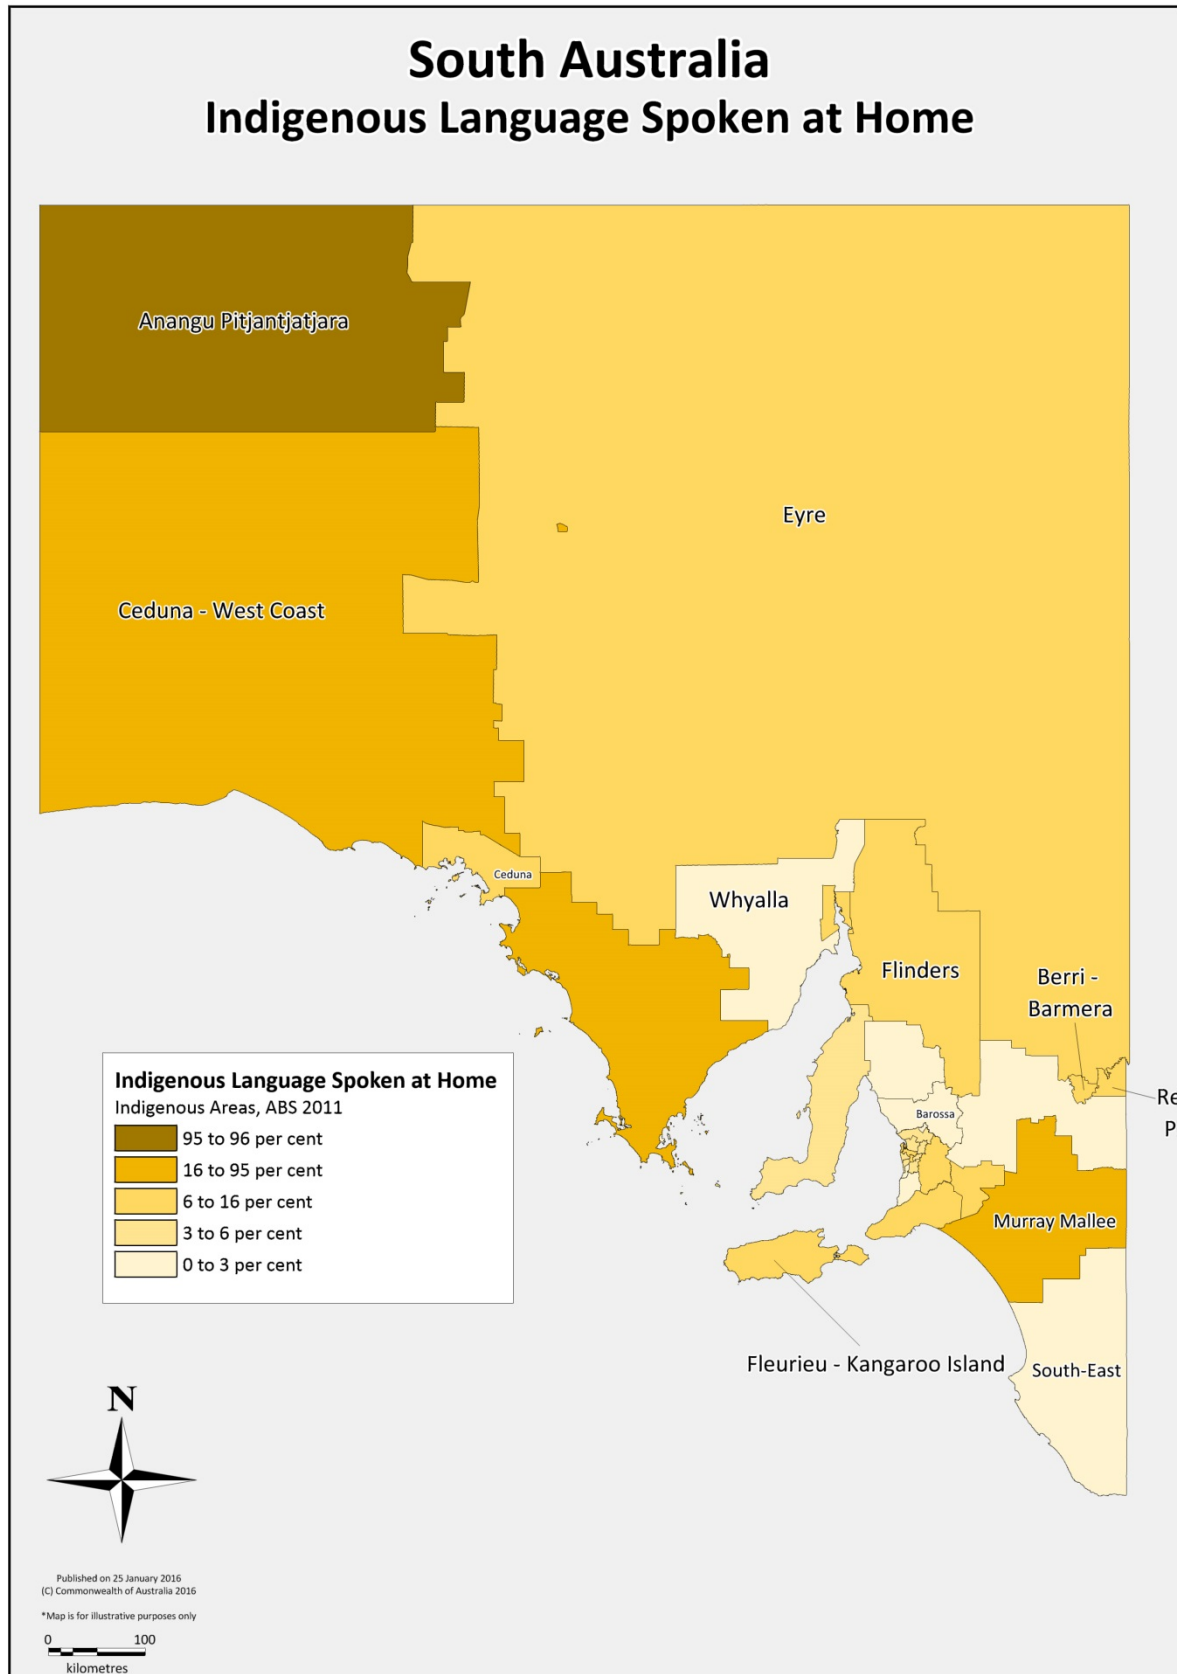 South Australia
Indigenous Language Spoken at Home
Anangu Pitjantjatjara
Eyre
Ceduna - West Coast
Ceduna
Whyalla
Flinders
Berri -
Barmera
Re
P
Barossa
Murray Mallee
Fleurieu - Kangaroo Island
South-East
Indigenous Language Spoken at Home
Indigenous Areas, ABS 2011
95 to 96 per cent
16 to 95 per cent
6 to 16 per cent
3 to 6 per cent
0 to 3 per cent
N
Published on 25 January 2016
(C) Commonwealth of Australia 2016
*Map is for illustrative purposes only
0 100
kilometres